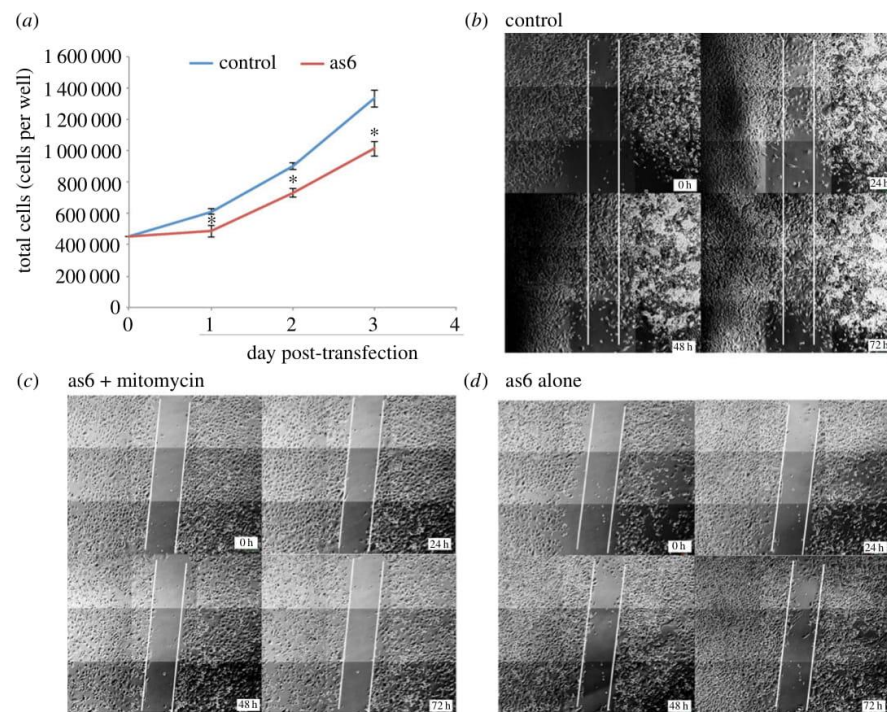 (a)
1 600 000
1 400 000
1 200 000
1 000 000
800 000
600 000
400 000
200 000
0
total cells (cells per well)
control as6
*
*
*
0 1 2 3 4
day post-transfection
(b) control
0 h
24 h
48 h
72 h
(c) as6 + mitomycin
0 h
24 h
48 h
72 h
(d) as6 alone
0 h
24 h
48 h
72 h